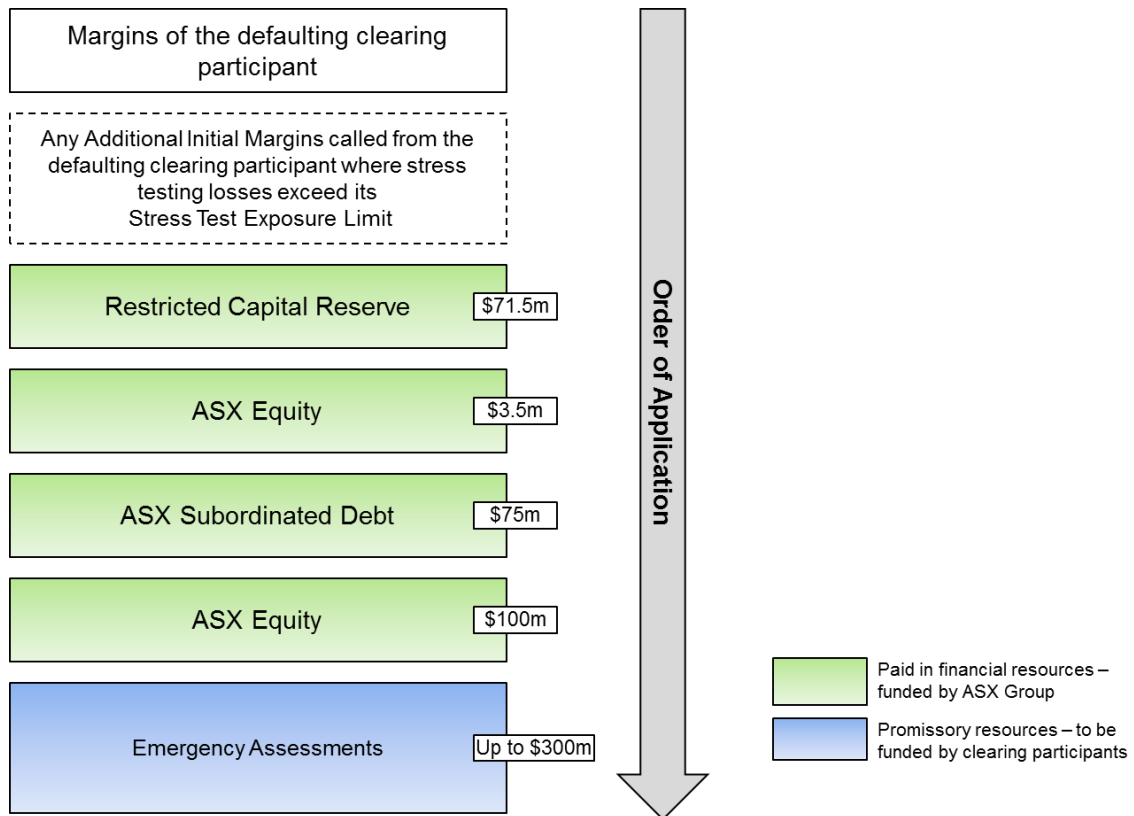 Margins of the defaulting clearing
participant
Any Additional Initial Margins called from the
defaulting clearing participant where stress
testing losses exceed its
Stress Test Exposure Limit
Restricted Capital Reserve
$71.5m
ASX Equity
$3.5m
ASX Subordinated Debt
$75m
ASX Equity
$100m
Emergency Assessments
Up to $300m
Order of Application
Paid in financial resources –
funded by ASX Group
Promissory resources – to be
funded by clearing participants